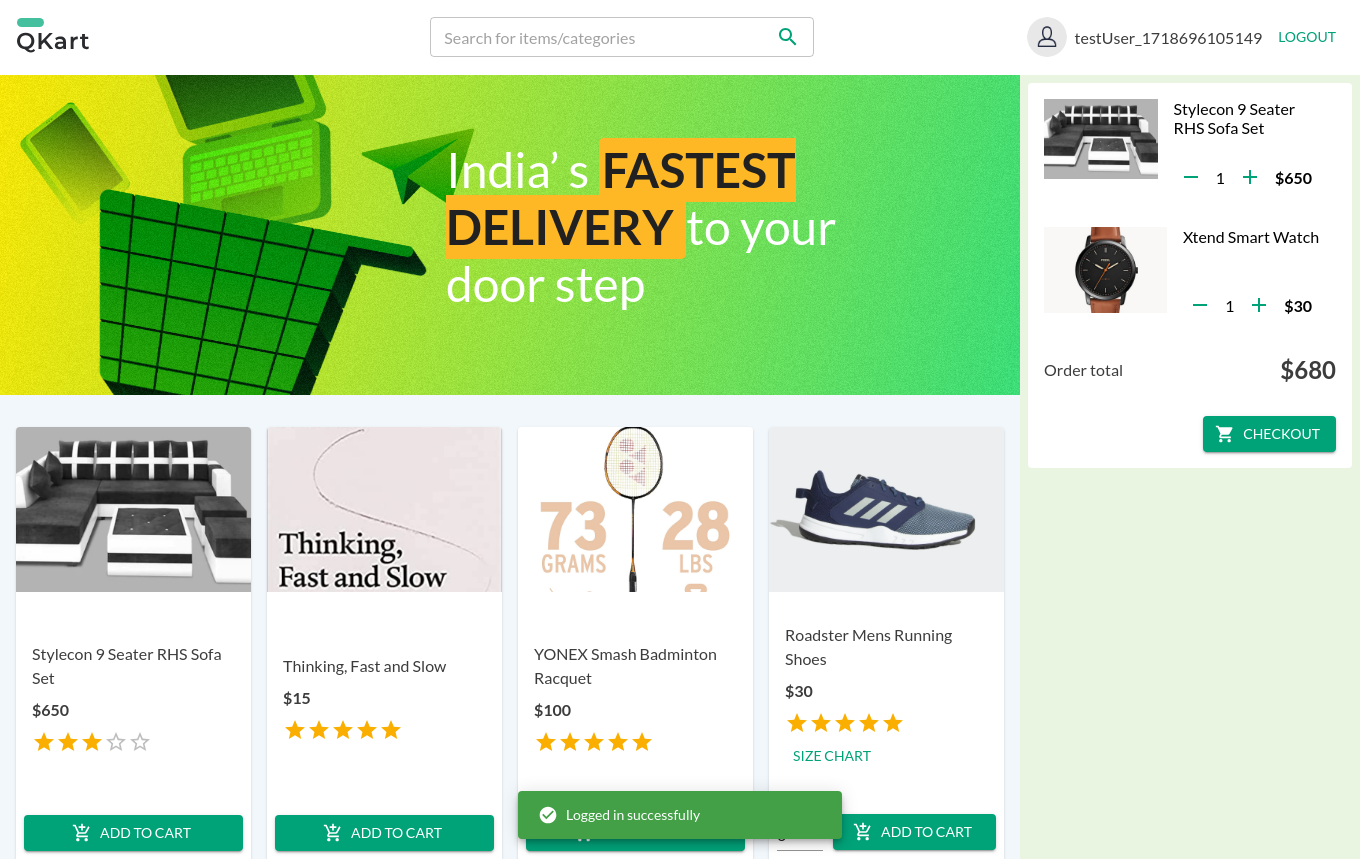 QKart
Search for items/categories
testUser_1718696105149
LOGOUT
India’ s FASTEST
DELIVERY to your
door step
Stylecon 9 Seater
RHS Sofa Set
1
$650
Xtend Smart Watch
1
$30
Order total
$680
CHECKOUT
Thinking,
Fast and Slow
73
GRAMS
28
LBS
Stylecon 9 Seater RHS Sofa
Set
$650
Thinking, Fast and Slow
$15
YONEX Smash Badminton
Racquet
$100
Roadster Mens Running
Shoes
$30
SIZE CHART
Logged in successfully
ADD TO CART
ADD TO CART
ADD TO CART